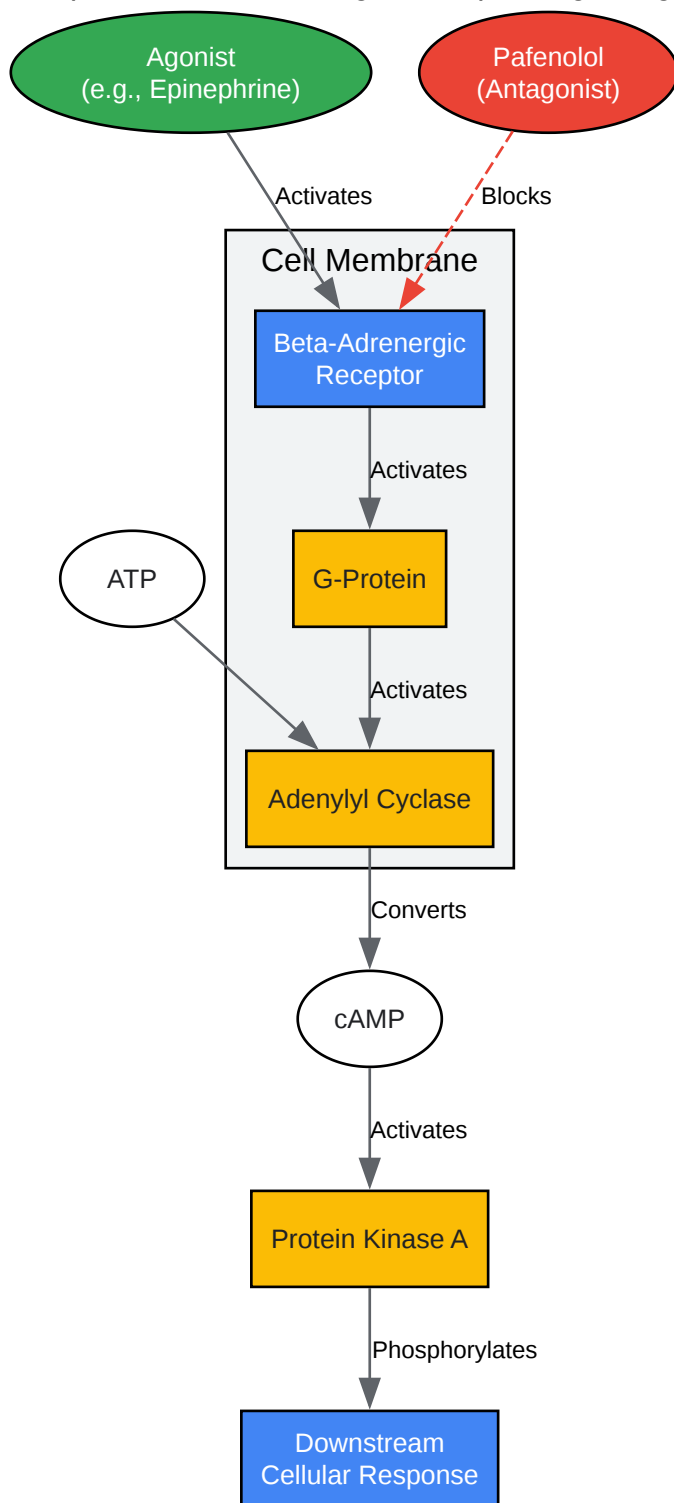 Agonist
(e.g., Epinephrine)
Pafenolol
(Antagonist)
Activates
Blocks
Cell Membrane
Beta-Adrenergic
Receptor
Activates
ATP
G-Protein
Activates
Adenylyl Cyclase
Converts
cAMP
Activates
Protein Kinase A
Phosphorylates
Downstream
Cellular Response